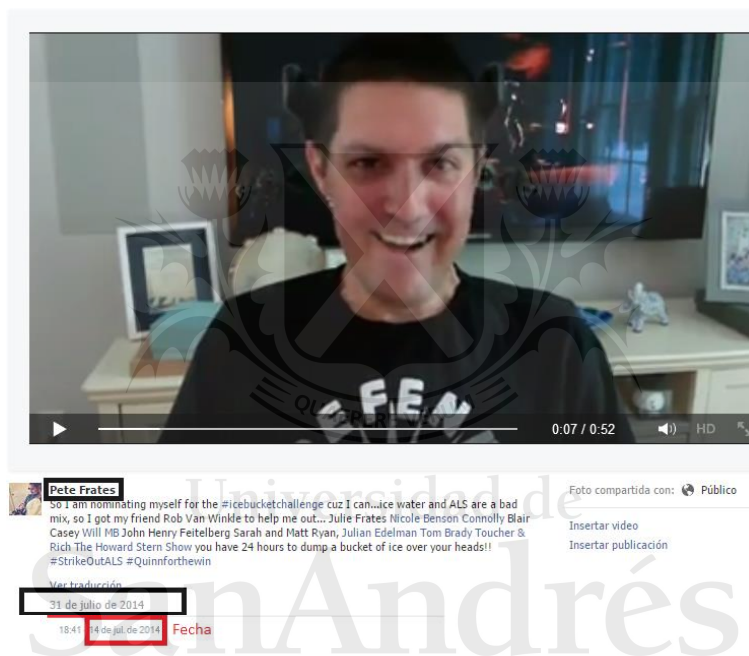 FEN
0:07 / 0:52
HD
Pete Frates
So I am nominating myself for the #icebucketchallenge cuz I can...ice water and ALS are a bad
mix, so I got my friend Rob Van Winkle to help me out... Julie Frates Nicole Benson Connolly Blair
Casey Will MB John Henry Feitelberg Sarah and Matt Ryan, Julian Edelman Tom Brady Toucher &
Rich The Howard Stern Show you have 24 hours to dump a bucket of ice over your heads!!
#StrikeOutALS #Quinnforthewin
Ver traducción
31 de julio de 2014
18:41 14 de jul. de 2014 Fecha
Foto compartida con: Público
Insertar video
Insertar publicación
Universidad de
SanAndrés